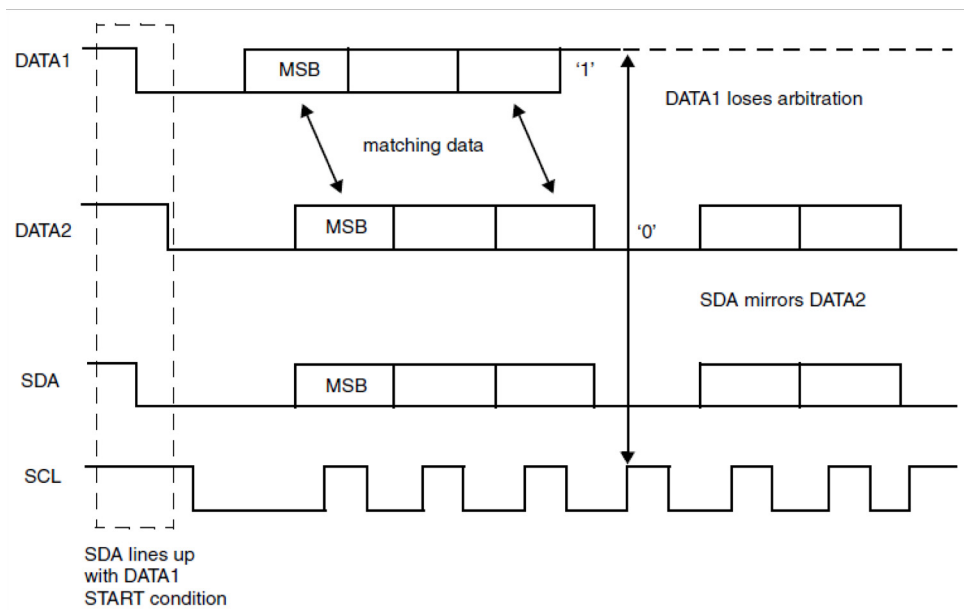 DATA1
MSB
‘1’
DATA1 loses arbitration
matching data
DATA2
MSB
‘0’
SDA mirrors DATA2
SDA
MSB
SCL
SDA lines up
with DATA1
START condition